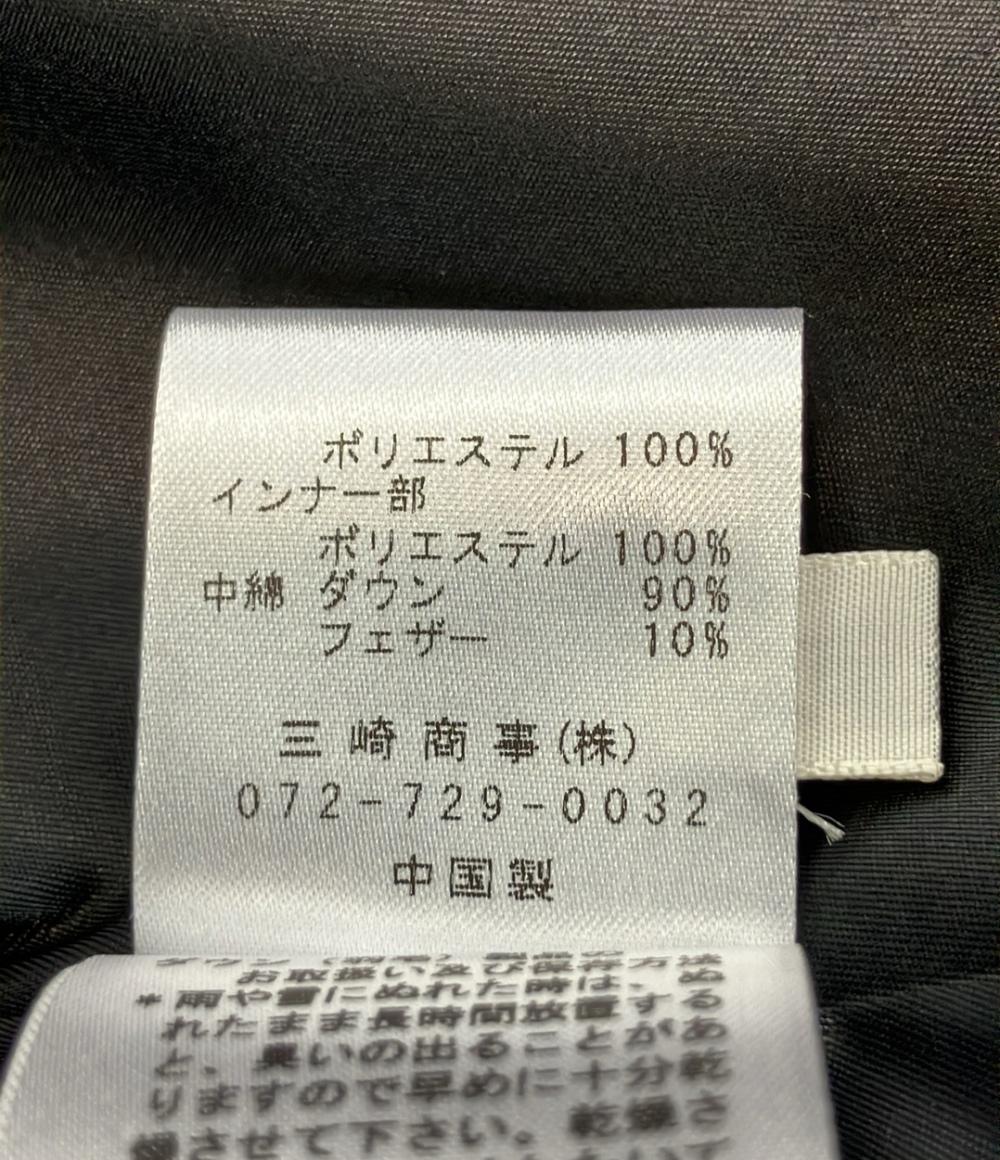 ポリエステル 100%
インナー部
ポリエステル 100%
中綿 ダウン 90%
フェザー 10%
三崎商事(株)
072-729-0032
中国製
お取扱い及び保存方法
*雨や雪にぬれた時は、ぬ
れたまま長時間放置する
と、臭いの出ることがあ
りますので早めに十分乾
燥させて下さい。乾燥さ